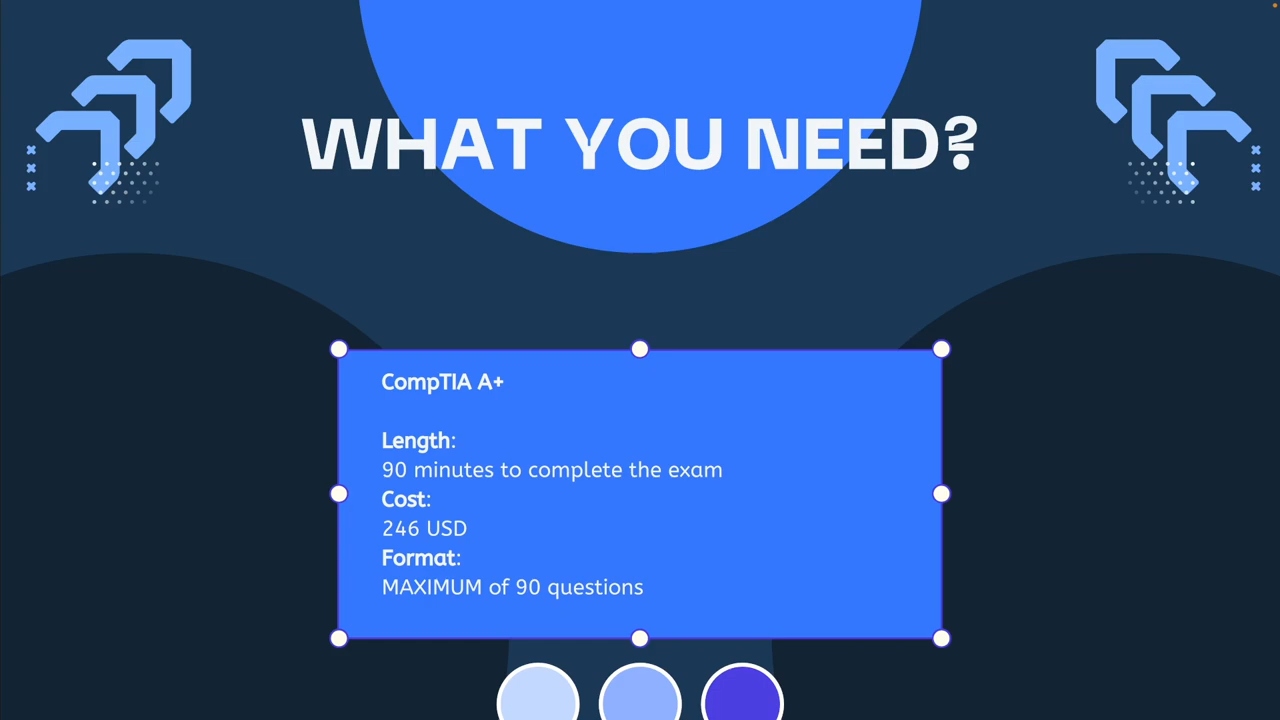 WHAT YOU NEED?
CompTIA A+
Length:
90 minutes to complete the exam
Cost:
246 USD
Format:
MAXIMUM of 90 questions